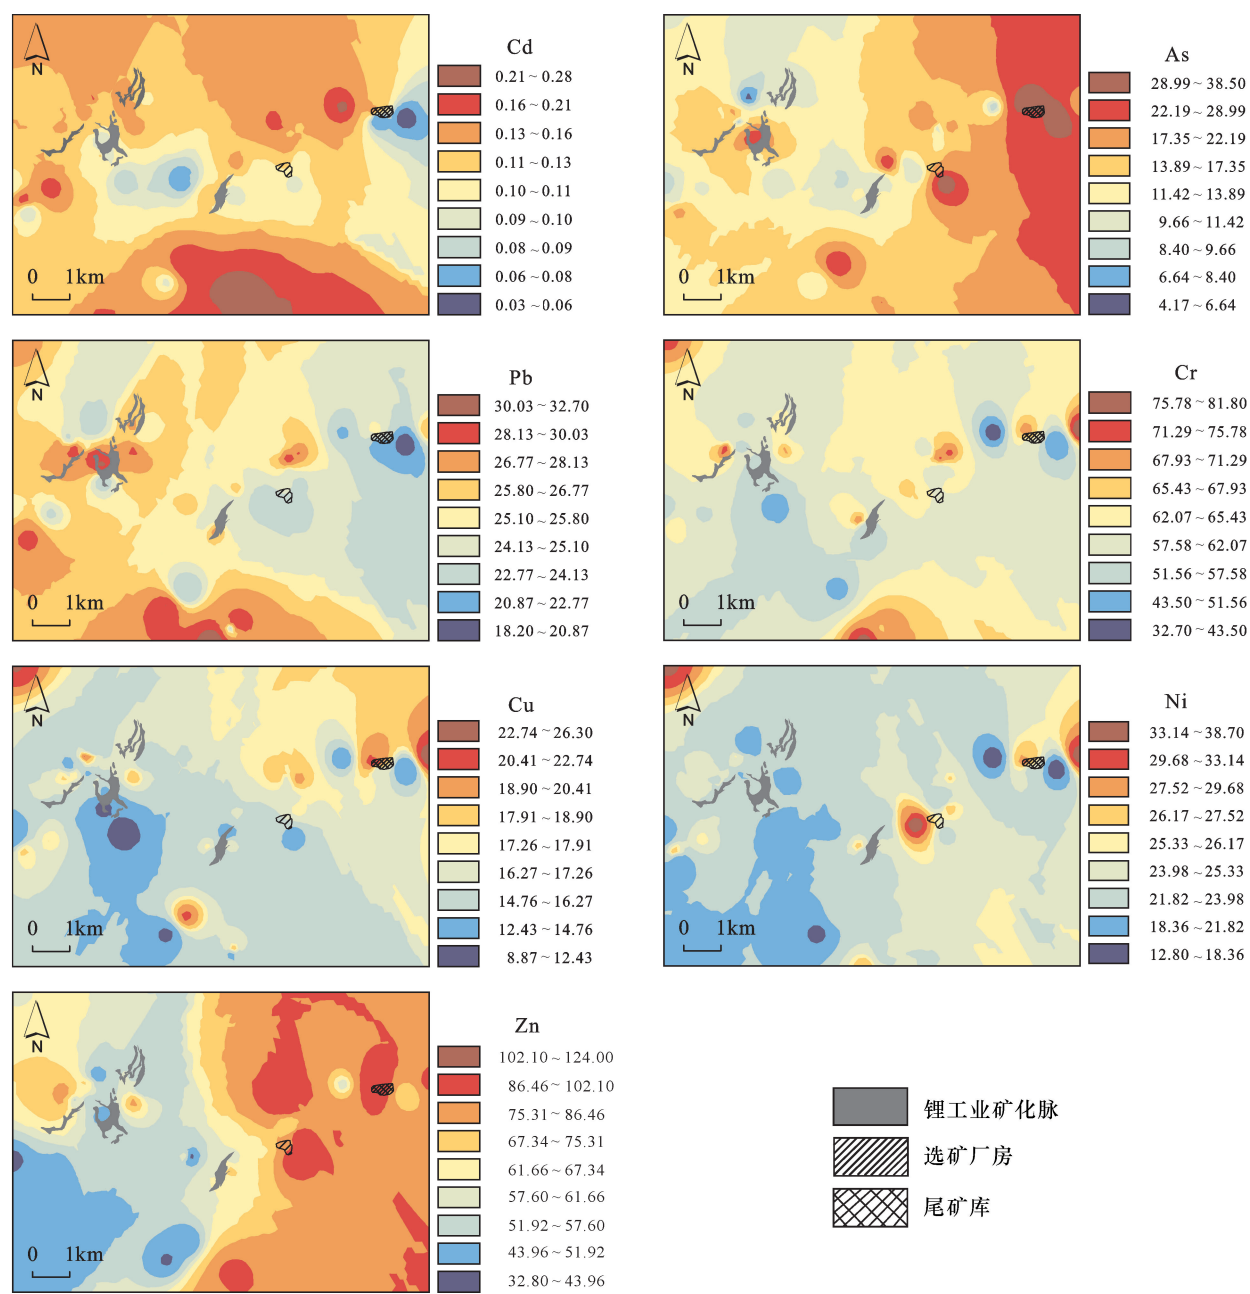 Cd
0.21~0.28
0.16~0.21
0.13~0.16
0.11~0.13
0.10~0.11
0.09~0.10
0.08~0.09
0.06~0.08
0.03~0.06
N
0 1km
As
28.99~38.50
22.19~28.99
17.35~22.19
13.89~17.35
11.42~13.89
9.66~11.42
8.40~9.66
6.64~8.40
4.17~6.64
N
0 1km
Pb
30.03~32.70
28.13~30.03
26.77~28.13
25.80~26.77
25.10~25.80
24.13~25.10
22.77~24.13
20.87~22.77
18.20~20.87
N
0 1km
Cr
75.78~81.80
71.29~75.78
67.93~71.29
65.43~67.93
62.07~65.43
57.58~62.07
51.56~57.58
43.50~51.56
32.70~43.50
N
0 1km
Cu
22.74~26.30
20.41~22.74
18.90~20.41
17.91~18.90
17.26~17.91
16.27~17.26
14.76~16.27
12.43~14.76
8.87~12.43
N
0 1km
Ni
33.14~38.70
29.68~33.14
27.52~29.68
26.17~27.52
25.33~26.17
23.98~25.33
21.82~23.98
18.36~21.82
12.80~18.36
N
0 1km
Zn
102.10~124.00
86.46~102.10
75.31~86.46
67.34~75.31
61.66~67.34
57.60~61.66
51.92~57.60
43.96~51.92
32.80~43.96
N
0 1km
锂工业矿化脉
选矿厂房
尾矿库